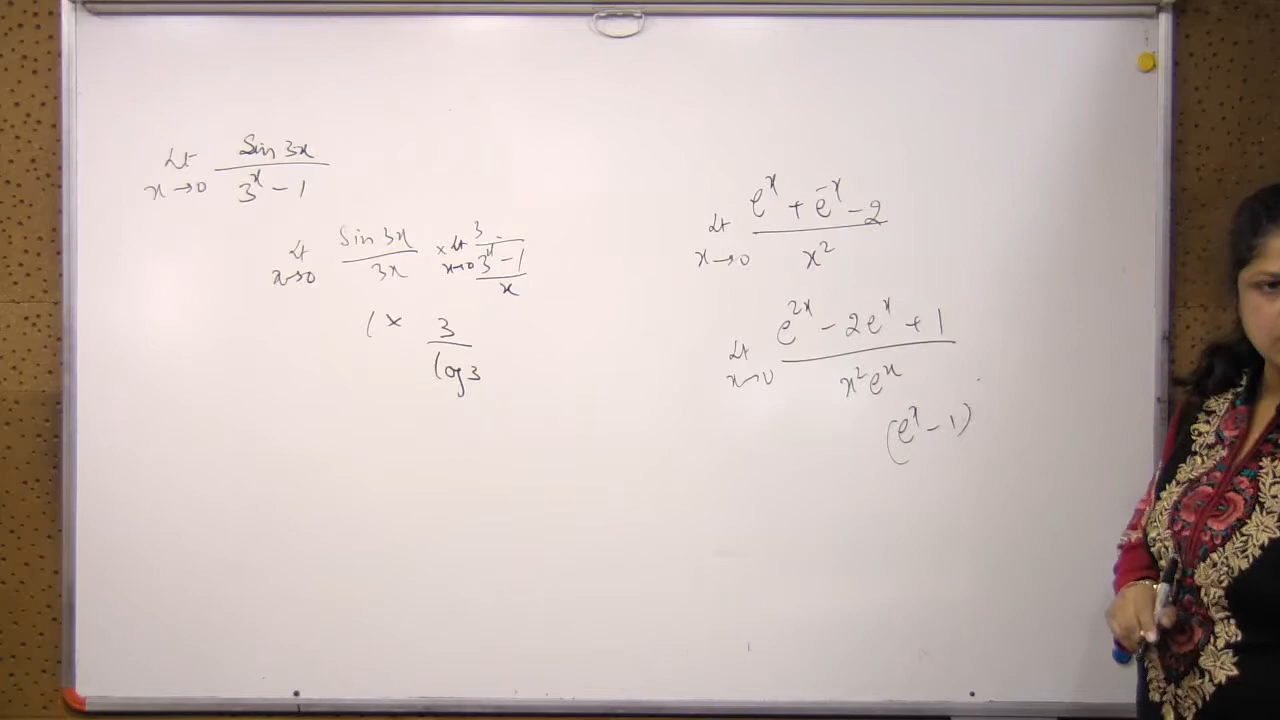 Lt x→0 Sin 3x / 3^x - 1
Lt x→0 Sin 3x / 3x × Lt x→0 3 / ((3^x - 1) / x)
1 × 3 / log 3
Lt x→0 e^x + e^-x - 2 / x^2
Lt x→0 e^2x - 2e^x + 1 / x^2 e^x
(e^x - 1)